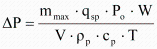 ΔP = (m_max · q_sp · P_o · W) / (V · ρ_p · c_p · T)